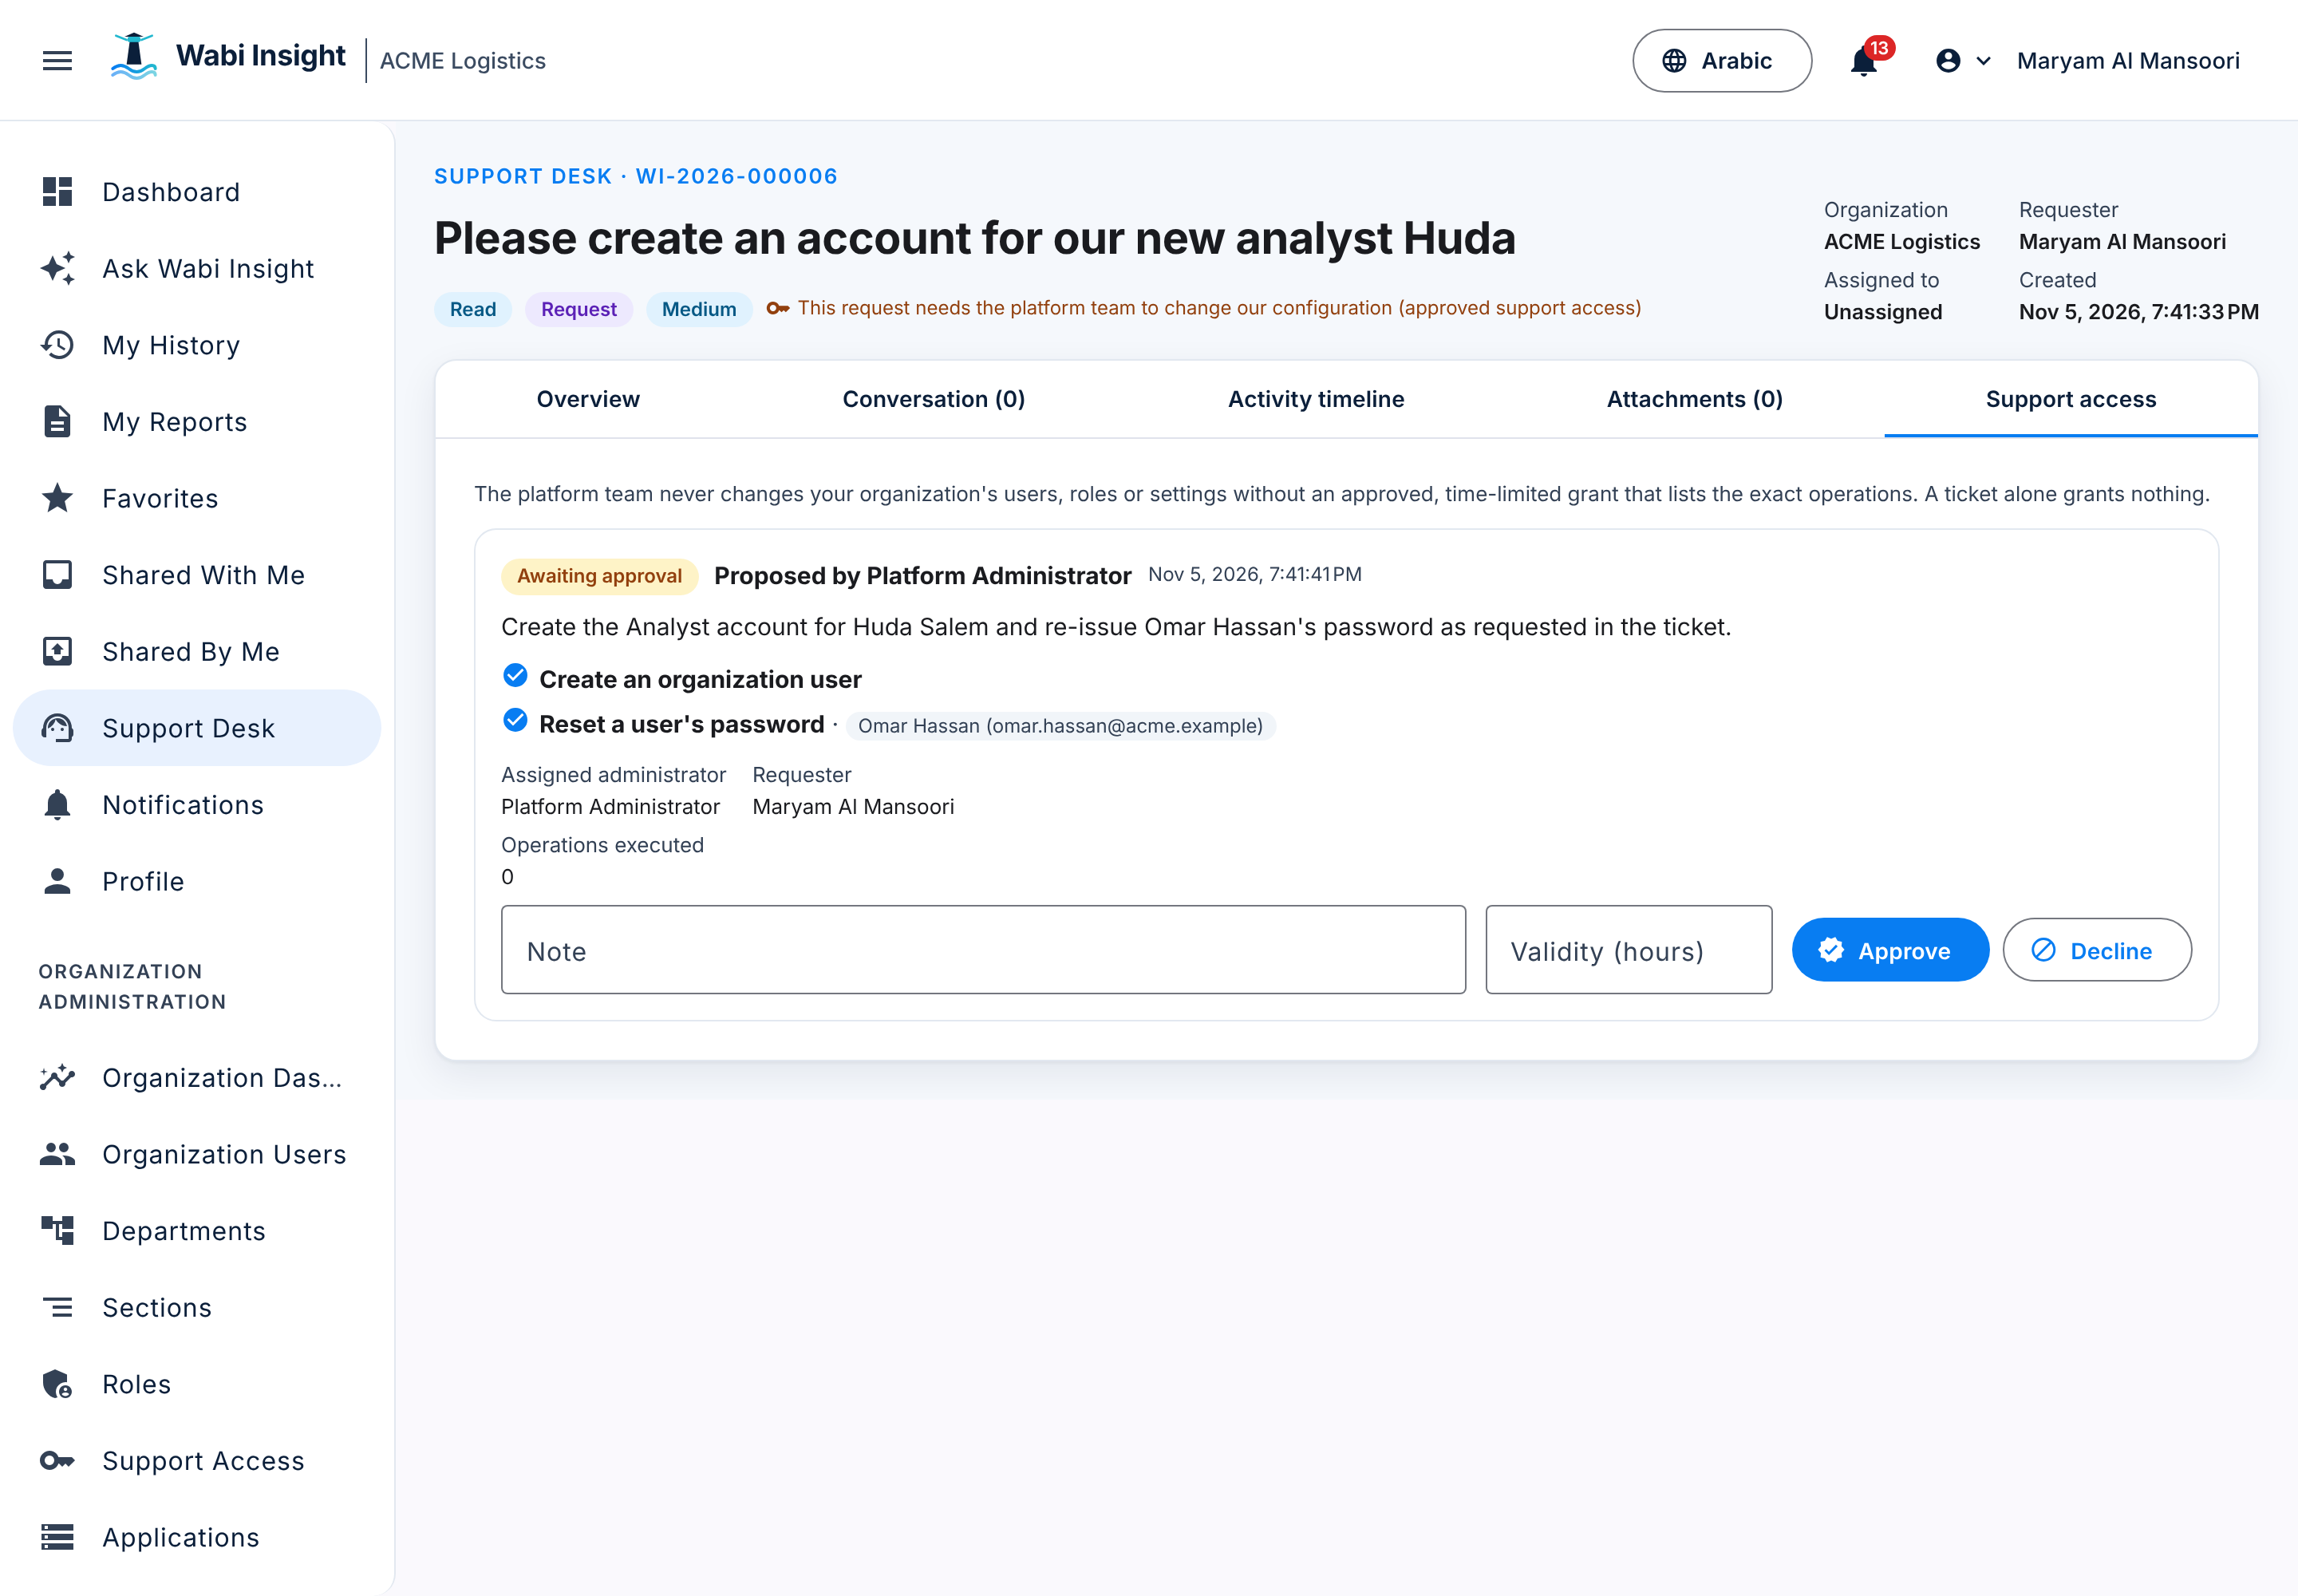 Wabi Insight
ACME Logistics
Arabic
13
Maryam Al Mansoori
Dashboard
Ask Wabi Insight
My History
My Reports
Favorites
Shared With Me
Shared By Me
Support Desk
Notifications
Profile
ORGANIZATION
ADMINISTRATION
Organization Das...
Organization Users
Departments
Sections
Roles
Support Access
Applications
SUPPORT DESK · WI-2026-000006
Please create an account for our new analyst Huda
Read Request Medium This request needs the platform team to change our configuration (approved support access)
Organization Requester
ACME Logistics Maryam Al Mansoori
Assigned to Created
Unassigned Nov 5, 2026, 7:41:33 PM
Overview Conversation (0) Activity timeline Attachments (0) Support access
The platform team never changes your organization's users, roles or settings without an approved, time-limited grant that lists the exact operations. A ticket alone grants nothing.
Awaiting approval Proposed by Platform Administrator Nov 5, 2026, 7:41:41 PM
Create the Analyst account for Huda Salem and re-issue Omar Hassan's password as requested in the ticket.
Create an organization user
Reset a user's password · Omar Hassan (omar.hassan@acme.example)
Assigned administrator Requester
Platform Administrator Maryam Al Mansoori
Operations executed
0
Note Validity (hours) Approve Decline